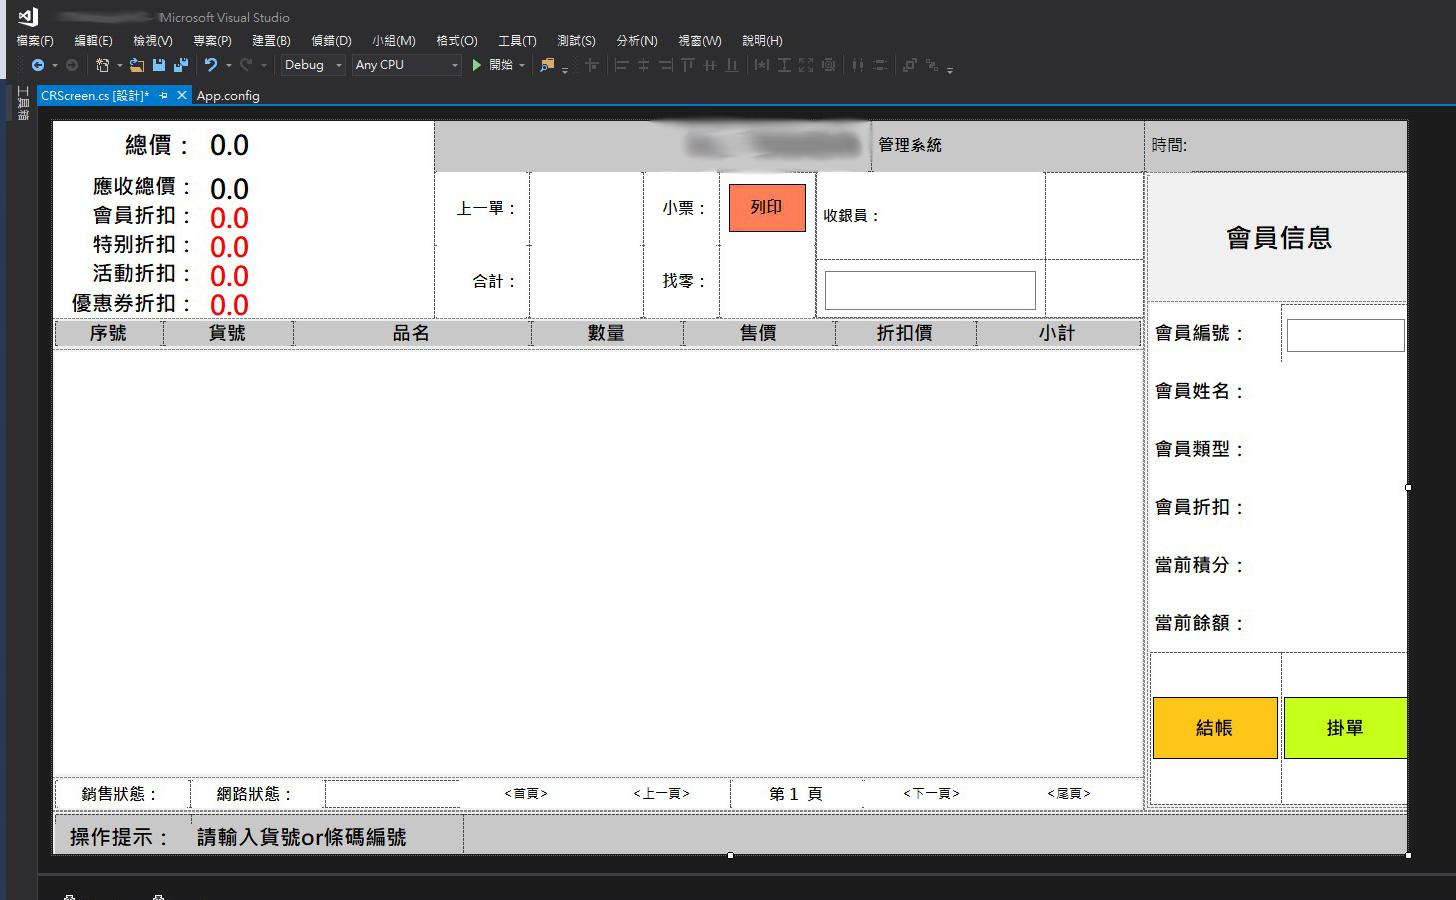 Microsoft Visual Studio
檔案(F) 編輯(E) 檢視(V) 專案(P) 建置(B) 偵錯(D) 小組(M) 格式(O) 工具(T) 測試(S) 分析(N) 視窗(W) 說明(H)
Debug Any CPU 開始
工具箱
CRScreen.cs [設計]* App.config
總價： 0.0
管理系統
時間:
應收總價： 0.0
會員折扣： 0.0
特別折扣： 0.0
活動折扣： 0.0
優惠券折扣： 0.0
上一單： 小票： 列印 收銀員：
合計： 找零：
會員信息
序號 貨號 品名 數量 售價 折扣價 小計
會員編號：
會員姓名：
會員類型：
會員折扣：
當前積分：
當前餘額：
結帳 掛單
銷售狀態： 網路狀態： <首頁> <上一頁> 第 1 頁 <下一頁> <尾頁>
操作提示： 請輸入貨號or條碼編號